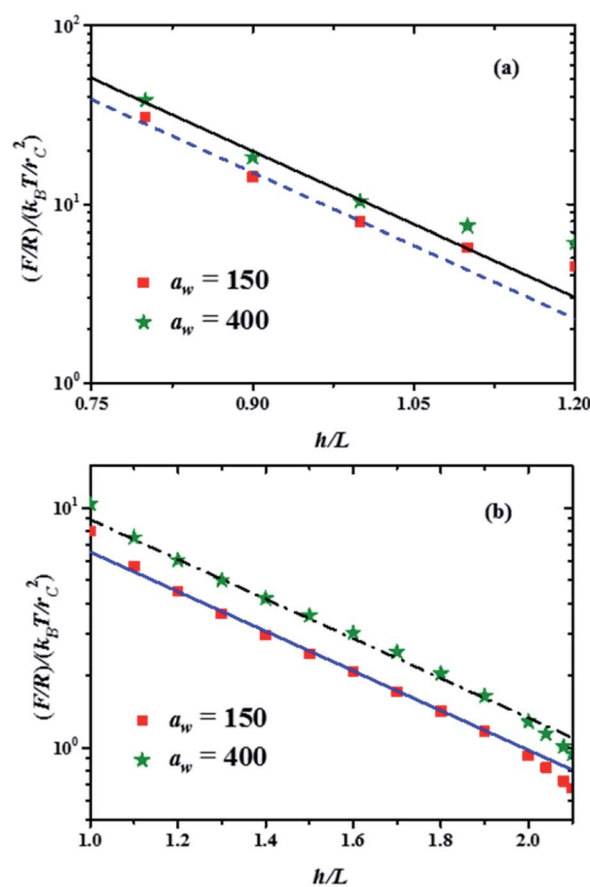 10²
(a)
10¹
(F/R)/(k_BT/r_C²)
a_w = 150
a_w = 400
10⁰
0.75 0.90 1.05 1.20
h/L
10¹
(b)
(F/R)/(k_BT/r_C²)
a_w = 150
a_w = 400
10⁰
1.0 1.2 1.4 1.6 1.8 2.0
h/L